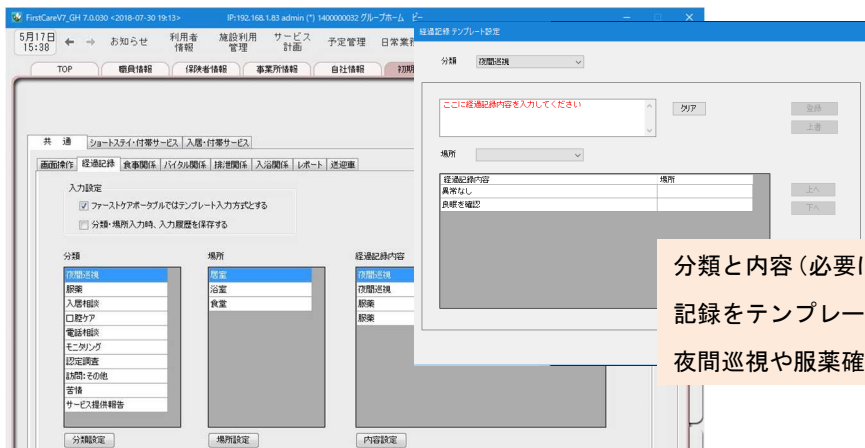 FirstCareV7_GH 7.0.030 <2018-07-30 19:13> IP:192.168.1.83 admin (*) 1400000032 グループホーム ピー
5月17日 15:38 ← → お知らせ 利用者情報 施設利用管理 サービス計画 予定管理 日常業
TOP 職員情報 保険者情報 事業所情報 自社情報 初期
共 通 ショートステイ・付帯サービス 入居・付帯サービス
画面操作 経過記録 食事関係 バイタル関係 排泄関係 入浴関係 レポート 送迎車
入力設定
ファーストケアポータブルではテンプレート入力方式とする
分類・場所入力時、入力履歴を保存する
分類
夜間巡視
服薬
入居相談
口腔ケア
電話相談
モニタリング
認定調査
訪問:その他
苦情
サービス提供報告
分類設定
場所
居室
浴室
食堂
場所設定
経過記録内容
夜間巡視
夜間巡視
服薬
服薬
内容設定
経過記録 テンプレート設定
分類 夜間巡視
ここに経過記録内容を入力してください
クリア
登録
上書
場所
経過記録内容 場所
異常なし
良眠を確認
上へ
下へ
分類と内容(必要に
記録をテンプレー
夜間巡視や服薬確